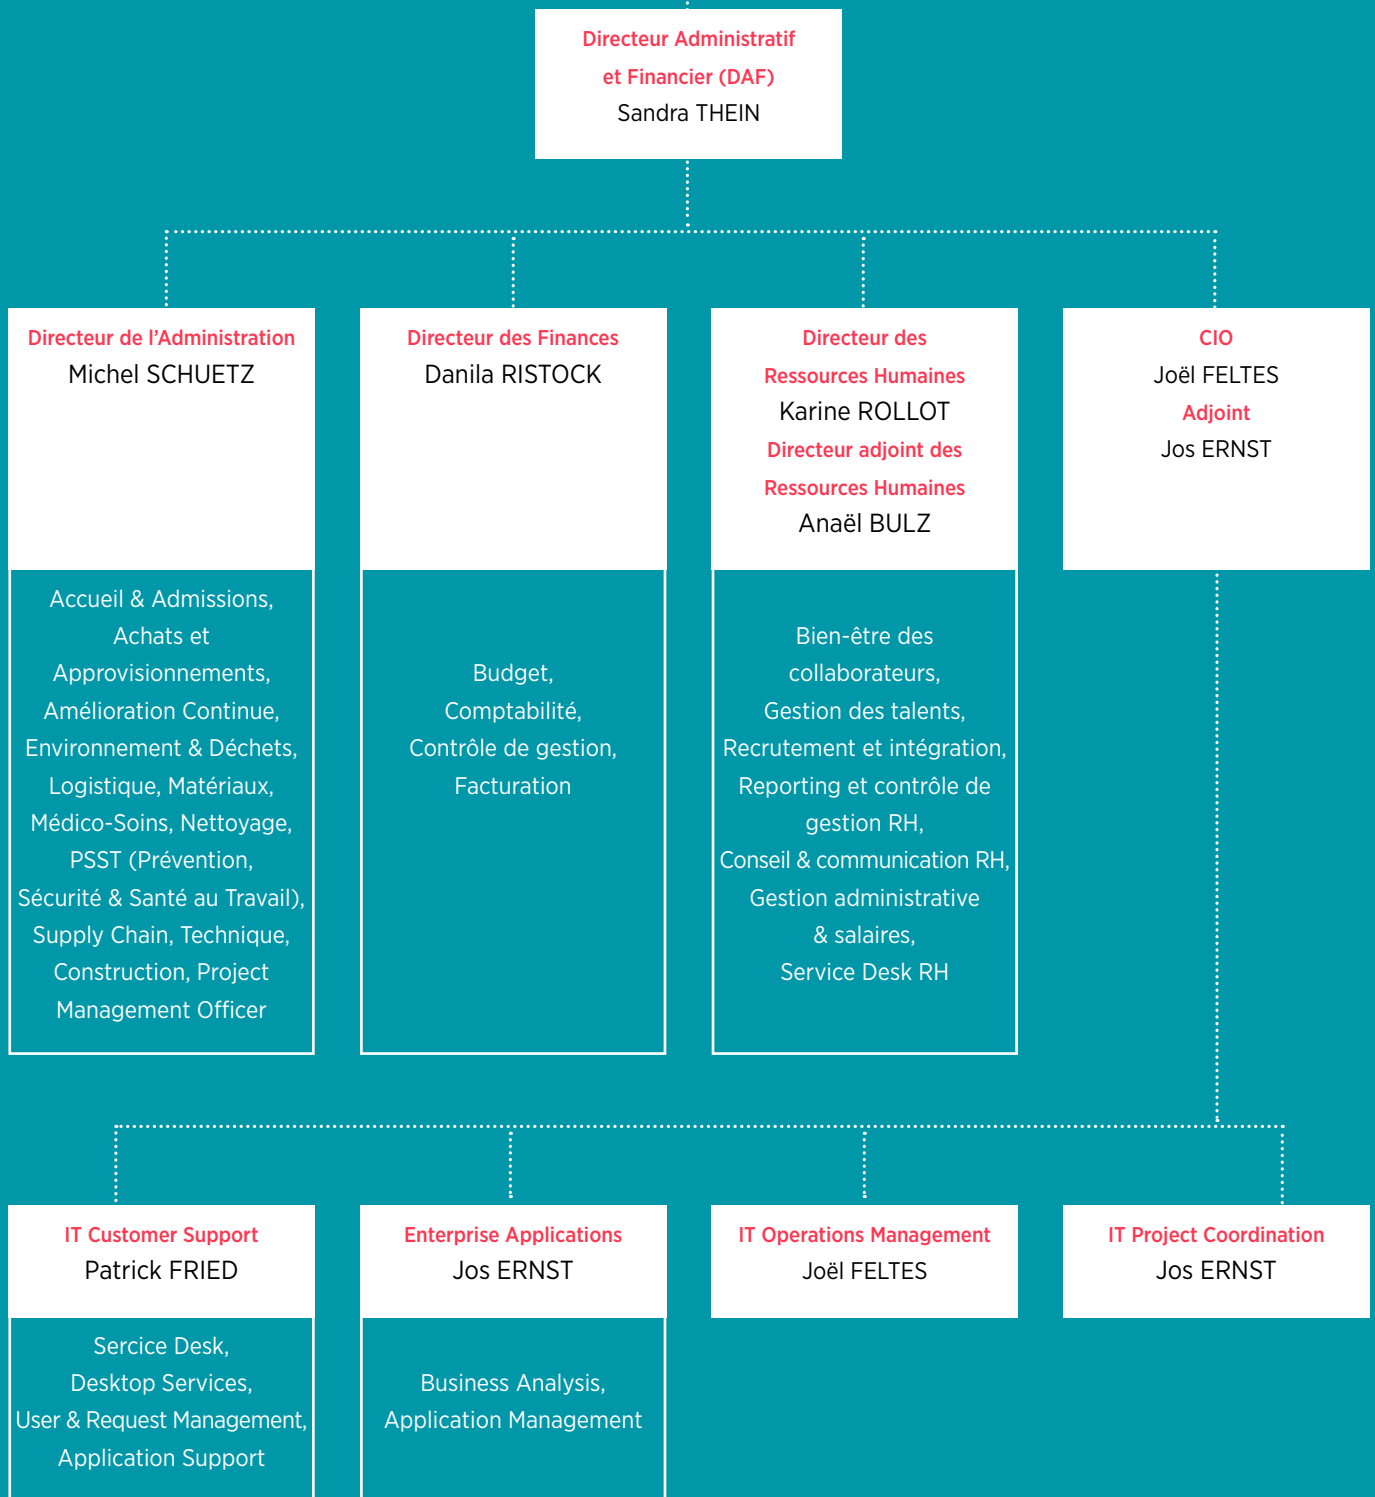 Directeur Administratif
et Financier (DAF)
Sandra THEIN
Directeur de l’Administration
Michel SCHUETZ
Directeur des Finances
Danila RISTOCK
Directeur des
Ressources Humaines
Karine ROLLOT
Directeur adjoint des
Ressources Humaines
Anaël BULZ
CIO
Joël FELTES
Adjoint
Jos ERNST
Accueil & Admissions,
Achats et
Approvisionnements,
Amélioration Continue,
Environnement & Déchets,
Logistique, Matériaux,
Médico-Soins, Nettoyage,
PSST (Prévention,
Sécurité & Santé au Travail),
Supply Chain, Technique,
Construction, Project
Management Officer
Budget,
Comptabilité,
Contrôle de gestion,
Facturation
Bien-être des
collaborateurs,
Gestion des talents,
Recrutement et intégration,
Reporting et contrôle de
gestion RH,
Conseil & communication RH,
Gestion administrative
& salaires,
Service Desk RH
IT Customer Support
Patrick FRIED
Enterprise Applications
Jos ERNST
IT Operations Management
Joël FELTES
IT Project Coordination
Jos ERNST
Sercice Desk,
Desktop Services,
User & Request Management,
Application Support
Business Analysis,
Application Management